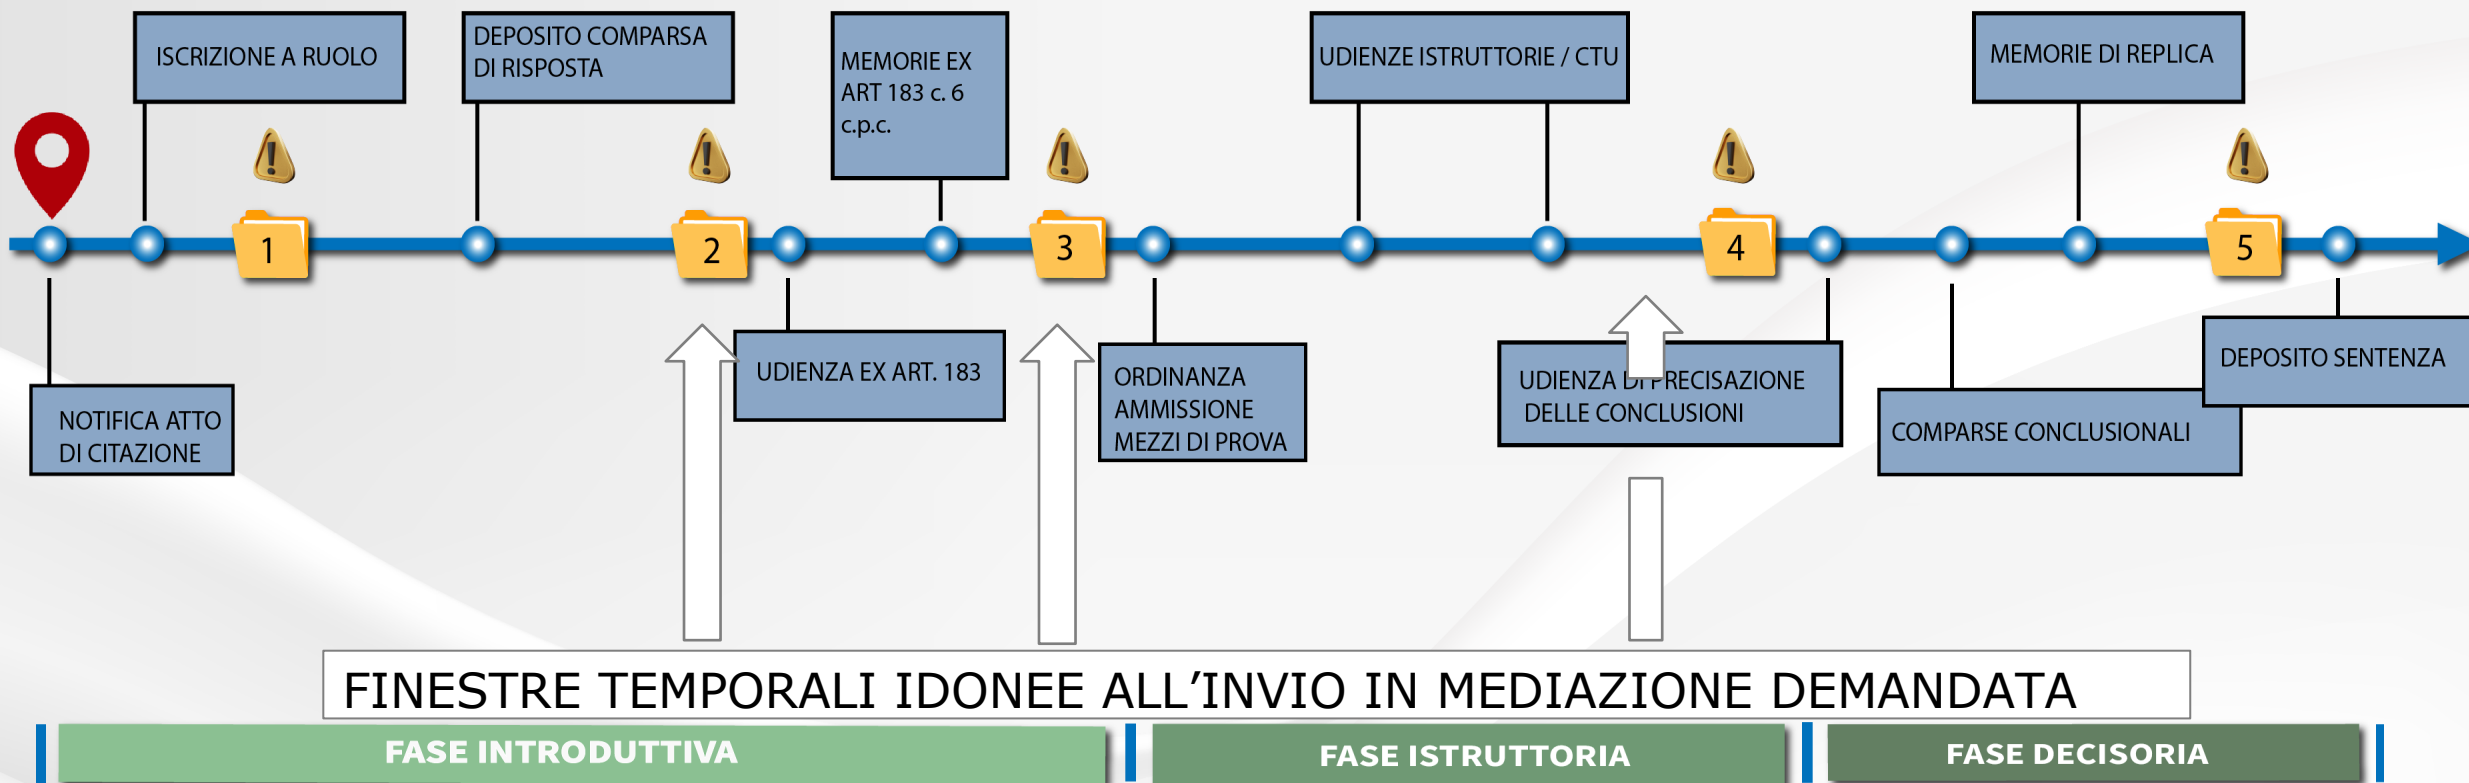 ISCRIZIONE A RUOLO
DEPOSITO COMPARSA
DI RISPOSTA
MEMORIE EX
ART 183 c. 6
c.p.c.
UDIENZE ISTRUTTORIE / CTU
MEMORIE DI REPLICA
1
2
3
4
5
NOTIFICA ATTO
DI CITAZIONE
UDIENZA EX ART. 183
ORDINANZA
AMMISSIONE
MEZZI DI PROVA
UDIENZA DI PRECISAZIONE
DELLE CONCLUSIONI
COMPARSE CONCLUSIONALI
DEPOSITO SENTENZA
FINESTRE TEMPORALI IDONEE ALL’INVIO IN MEDIAZIONE DEMANDATA
FASE INTRODUTTIVA
FASE ISTRUTTORIA
FASE DECISORIA